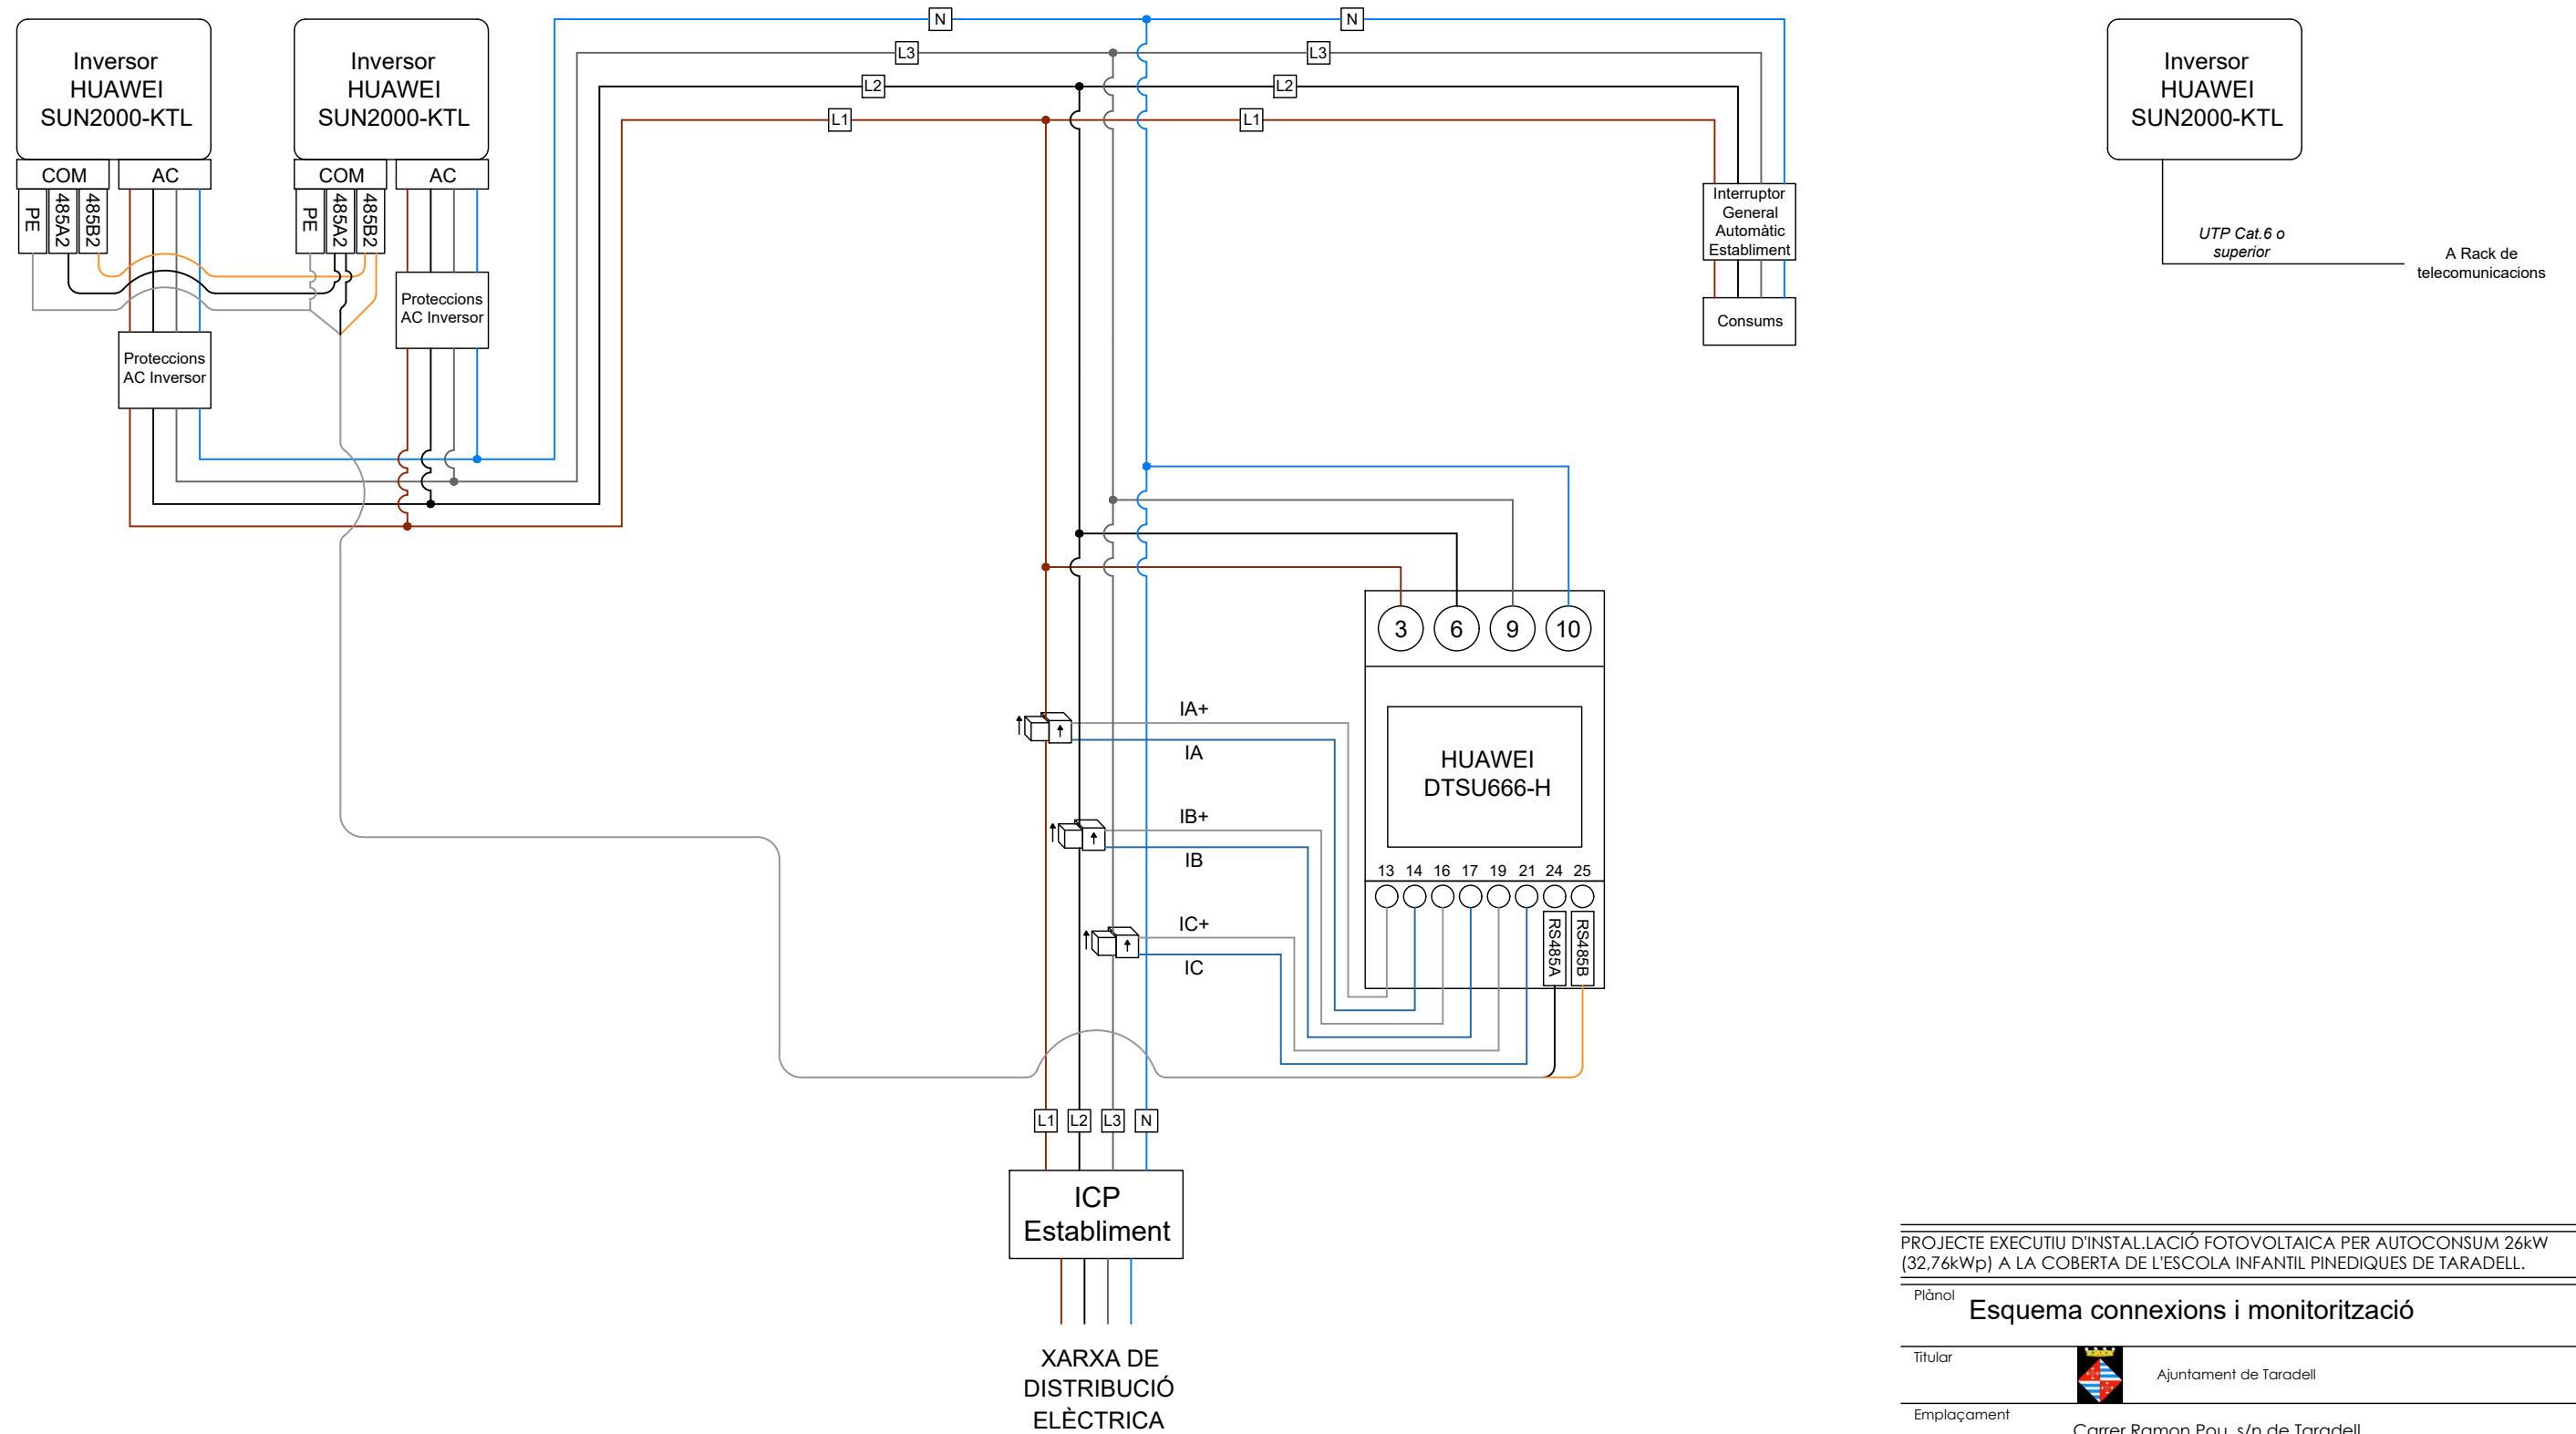 Inversor
HUAWEI
SUN2000-KTL
COM
AC
PE
485A2
485B2
Proteccions
AC Inversor
Inversor
HUAWEI
SUN2000-KTL
COM
AC
PE
485A2
485B2
Proteccions
AC Inversor
N
N
L3
L3
L2
L2
L1
L1
Interruptor
General
Automàtic
Establiment
Consums
Inversor
HUAWEI
SUN2000-KTL
UTP Cat.6 o
superior
A Rack de
telecomunicacions
3 6 9 10
HUAWEI
DTSU666-H
13 14 16 17 19 21 24 25
RS485A
RS485B
IA+
IA
IB+
IB
IC+
IC
L1 L2 L3 N
ICP
Establiment
XARXA DE
DISTRIBUCIÓ
ELÈCTRICA
PROJECTE EXECUTIU D'INSTAL.LACIÓ FOTOVOLTAICA PER AUTOCONSUM 26kW
(32,76kWp) A LA COBERTA DE L'ESCOLA INFANTIL PINEDIQUES DE TARADELL.
Plànol
Esquema connexions i monitorització
Titular
Ajuntament de Taradell
Emplaçament
Carrer Ramon Pou, s/n de Taradell